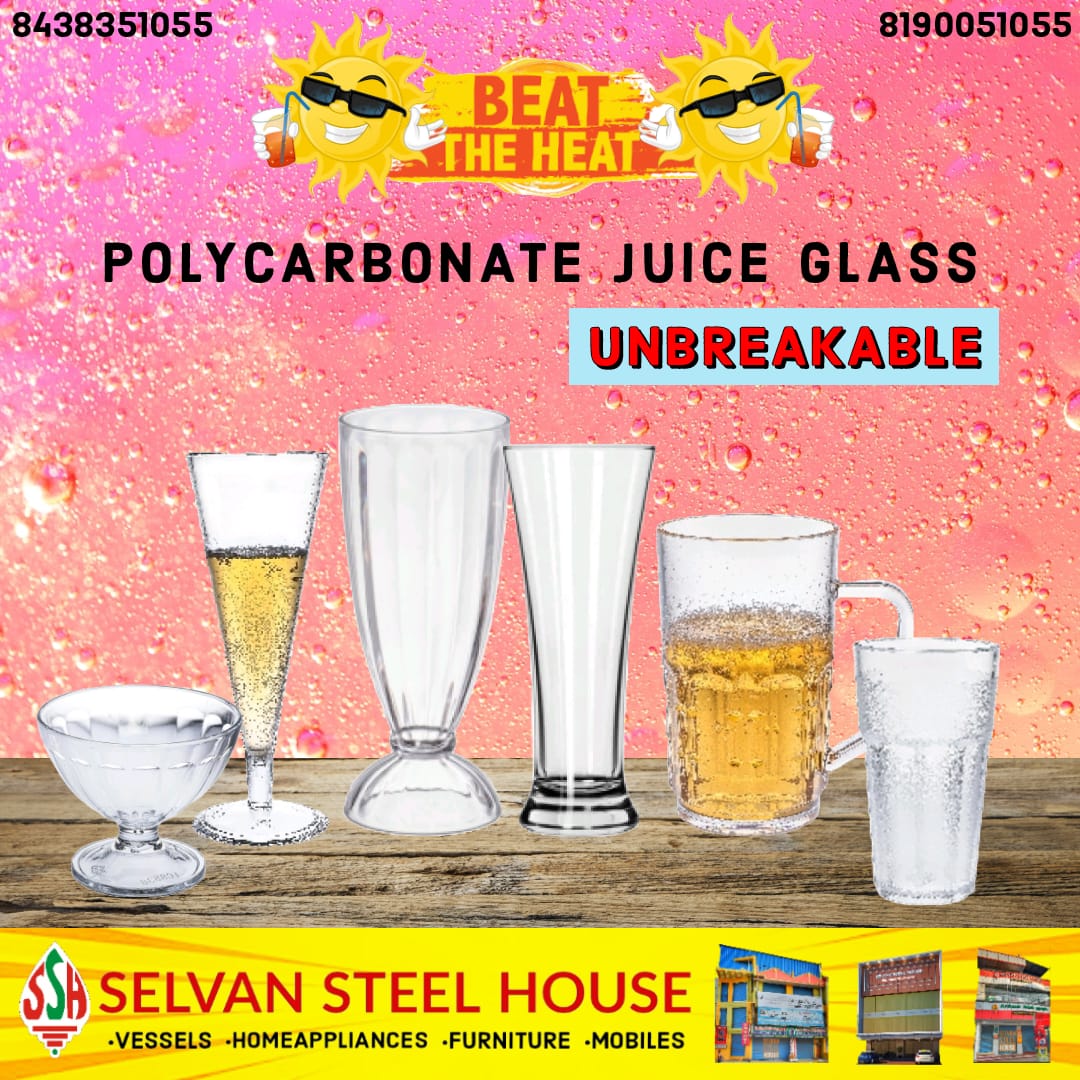 8438351055
8190051055
BEAT
THE HEAT
POLYCARBONATE JUICE GLASS
UNBREAKABLE
SSH
SELVAN STEEL HOUSE
·VESSELS ·HOMEAPPLIANCES ·FURNITURE ·MOBILES